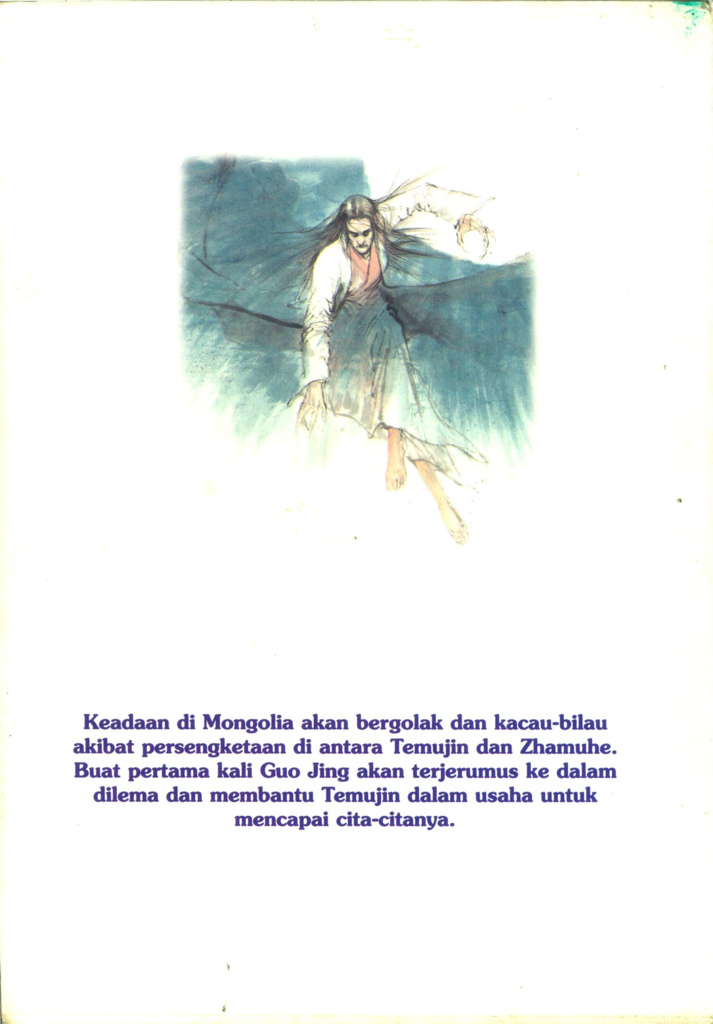 Keadaan di Mongolia akan bergolak dan kacau-bilau
akibat persengketaan di antara Temujin dan Zhamuhe.
Buat pertama kali Guo Jing akan terjerumus ke dalam
dilema dan membantu Temujin dalam usaha untuk
mencapai cita-citanya.